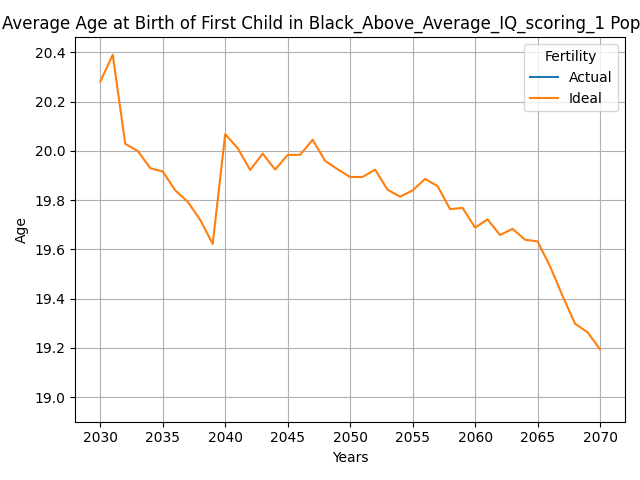 Average Age at Birth of First Child in Black_Above_Average_IQ_scoring_1 Pop
Fertility
Actual
Ideal
20.4
20.2
20.0
19.8
19.6
19.4
19.2
19.0
Age
2030 2035 2040 2045 2050 2055 2060 2065 2070
Years